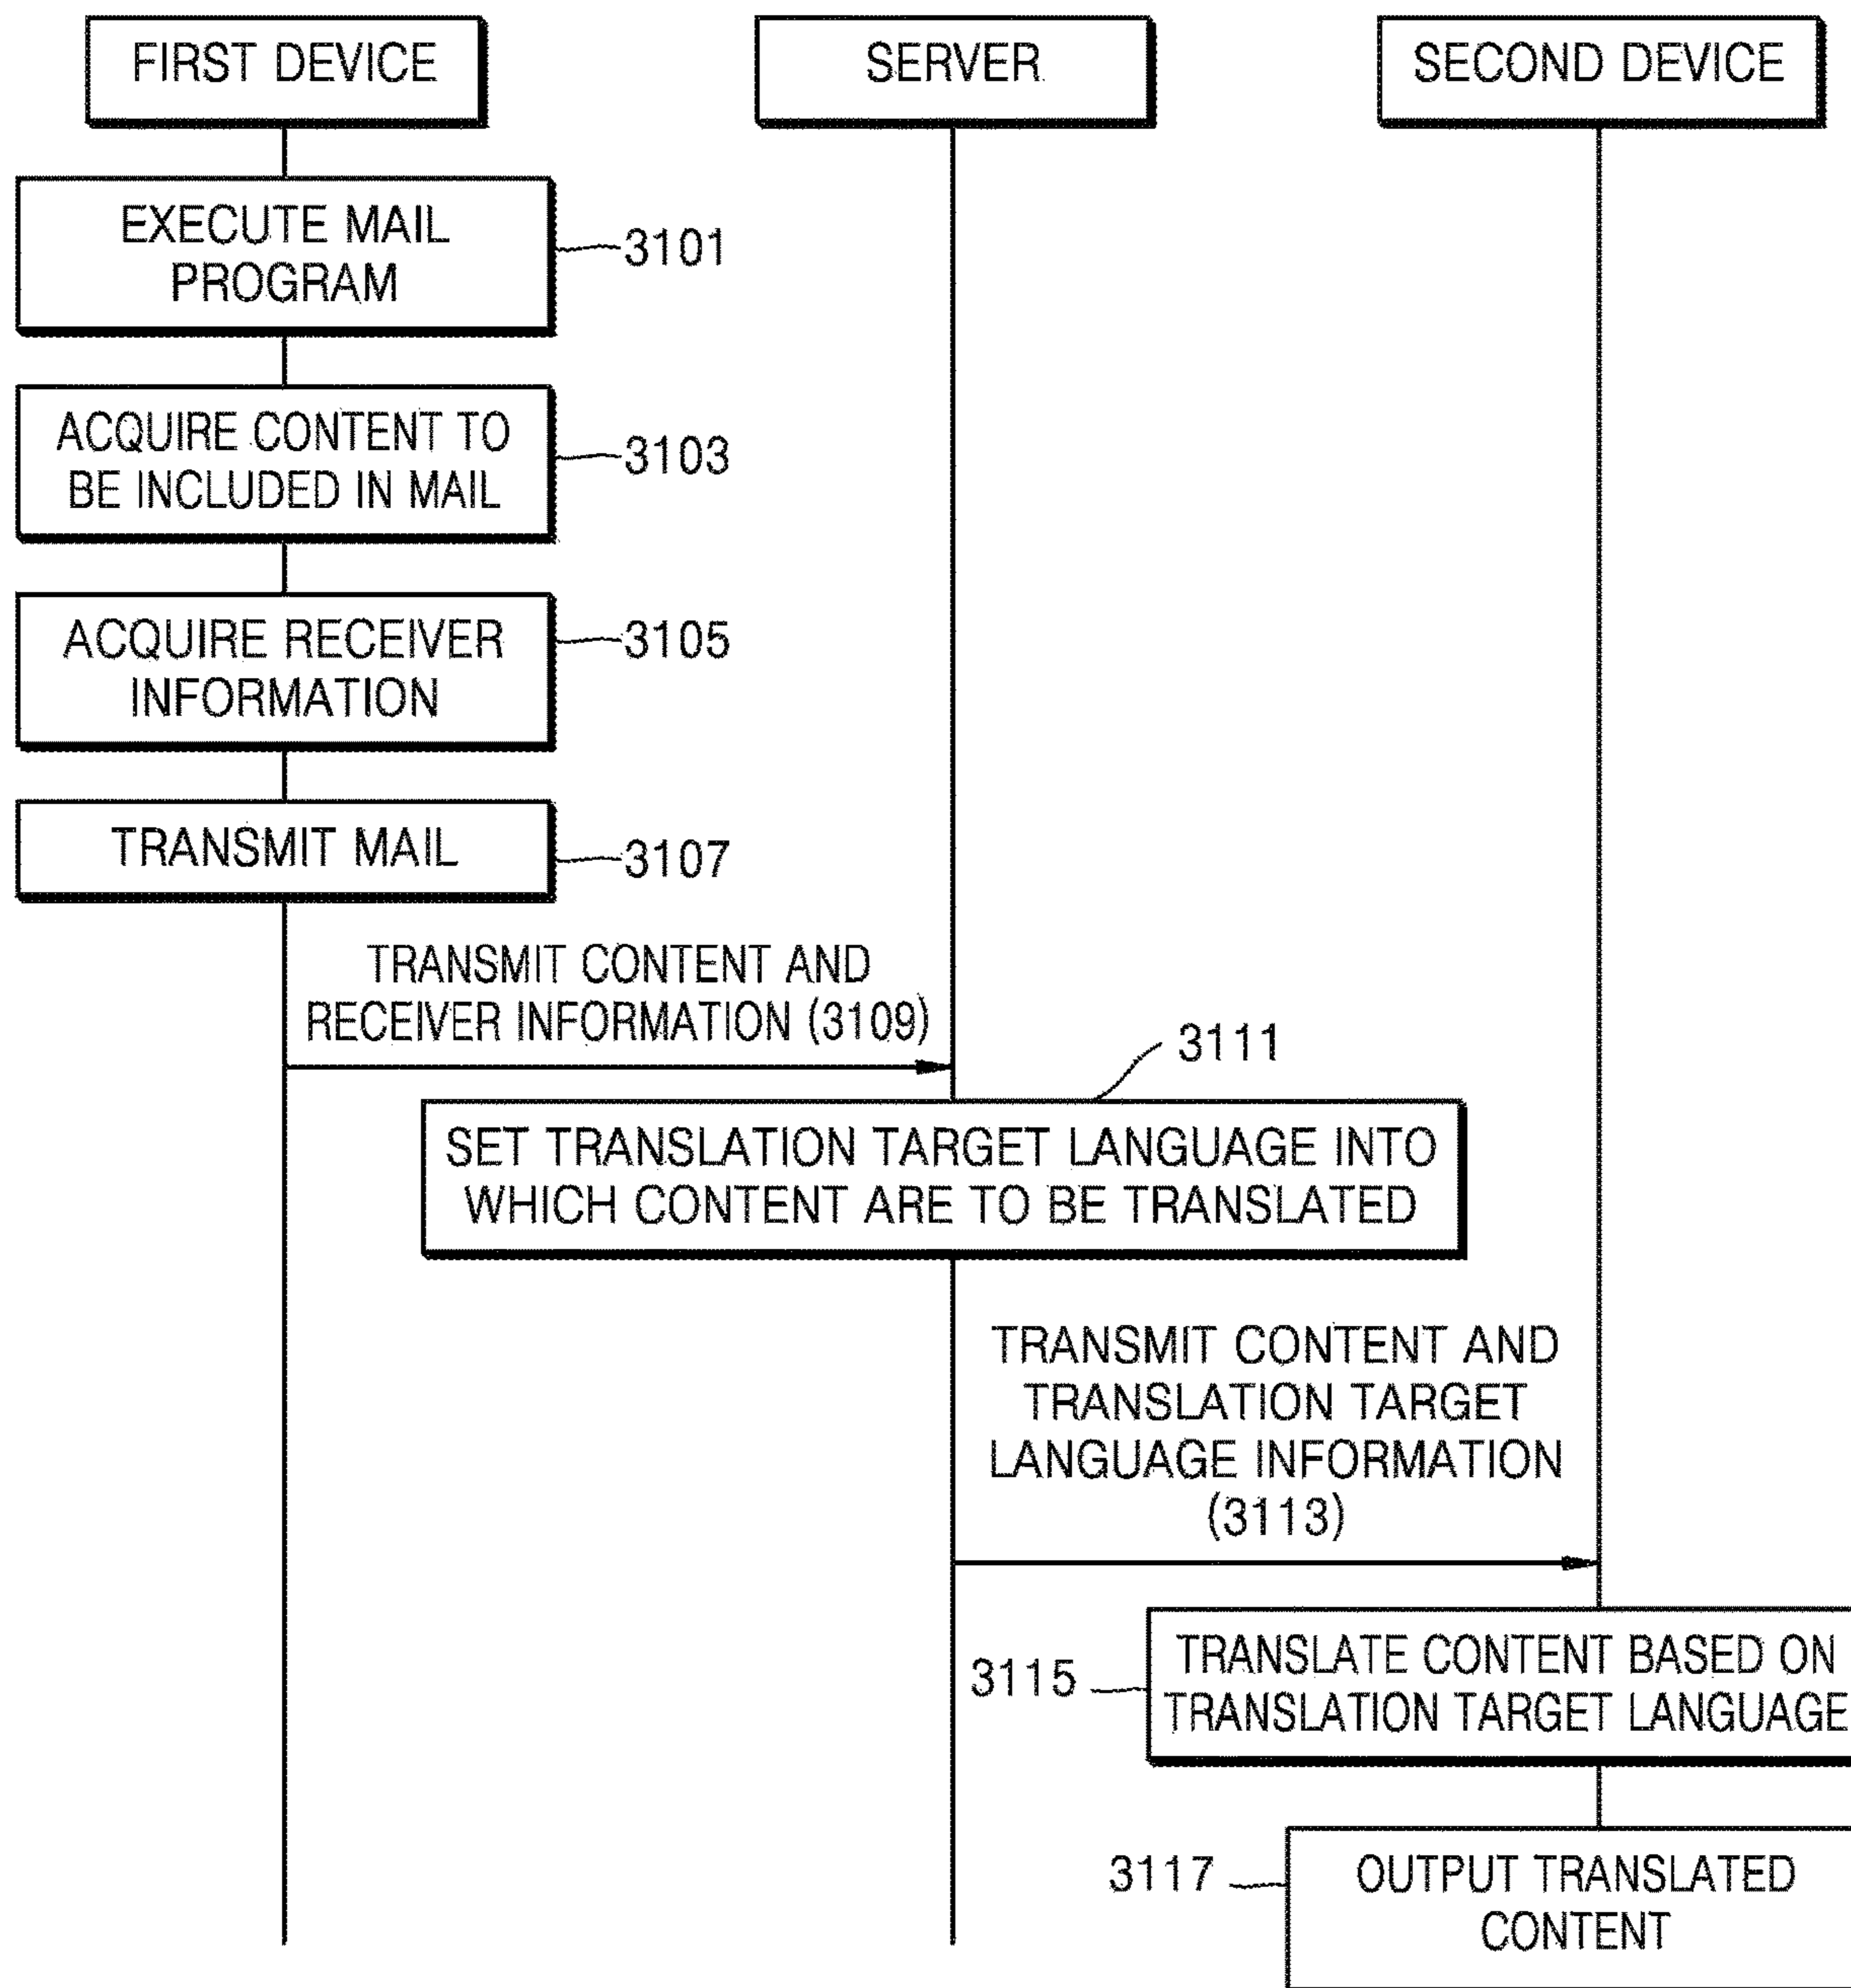 FIRST DEVICE
SERVER
SECOND DEVICE
EXECUTE MAIL
PROGRAM
3101
ACQUIRE CONTENT TO
BE INCLUDED IN MAIL
3103
ACQUIRE RECEIVER
INFORMATION
3105
TRANSMIT MAIL
3107
TRANSMIT CONTENT AND
RECEIVER INFORMATION (3109)
3111
SET TRANSLATION TARGET LANGUAGE INTO
WHICH CONTENT ARE TO BE TRANSLATED
TRANSMIT CONTENT AND
TRANSLATION TARGET
LANGUAGE INFORMATION
(3113)
3115
TRANSLATE CONTENT BASED ON
TRANSLATION TARGET LANGUAGE
3117
OUTPUT TRANSLATED
CONTENT